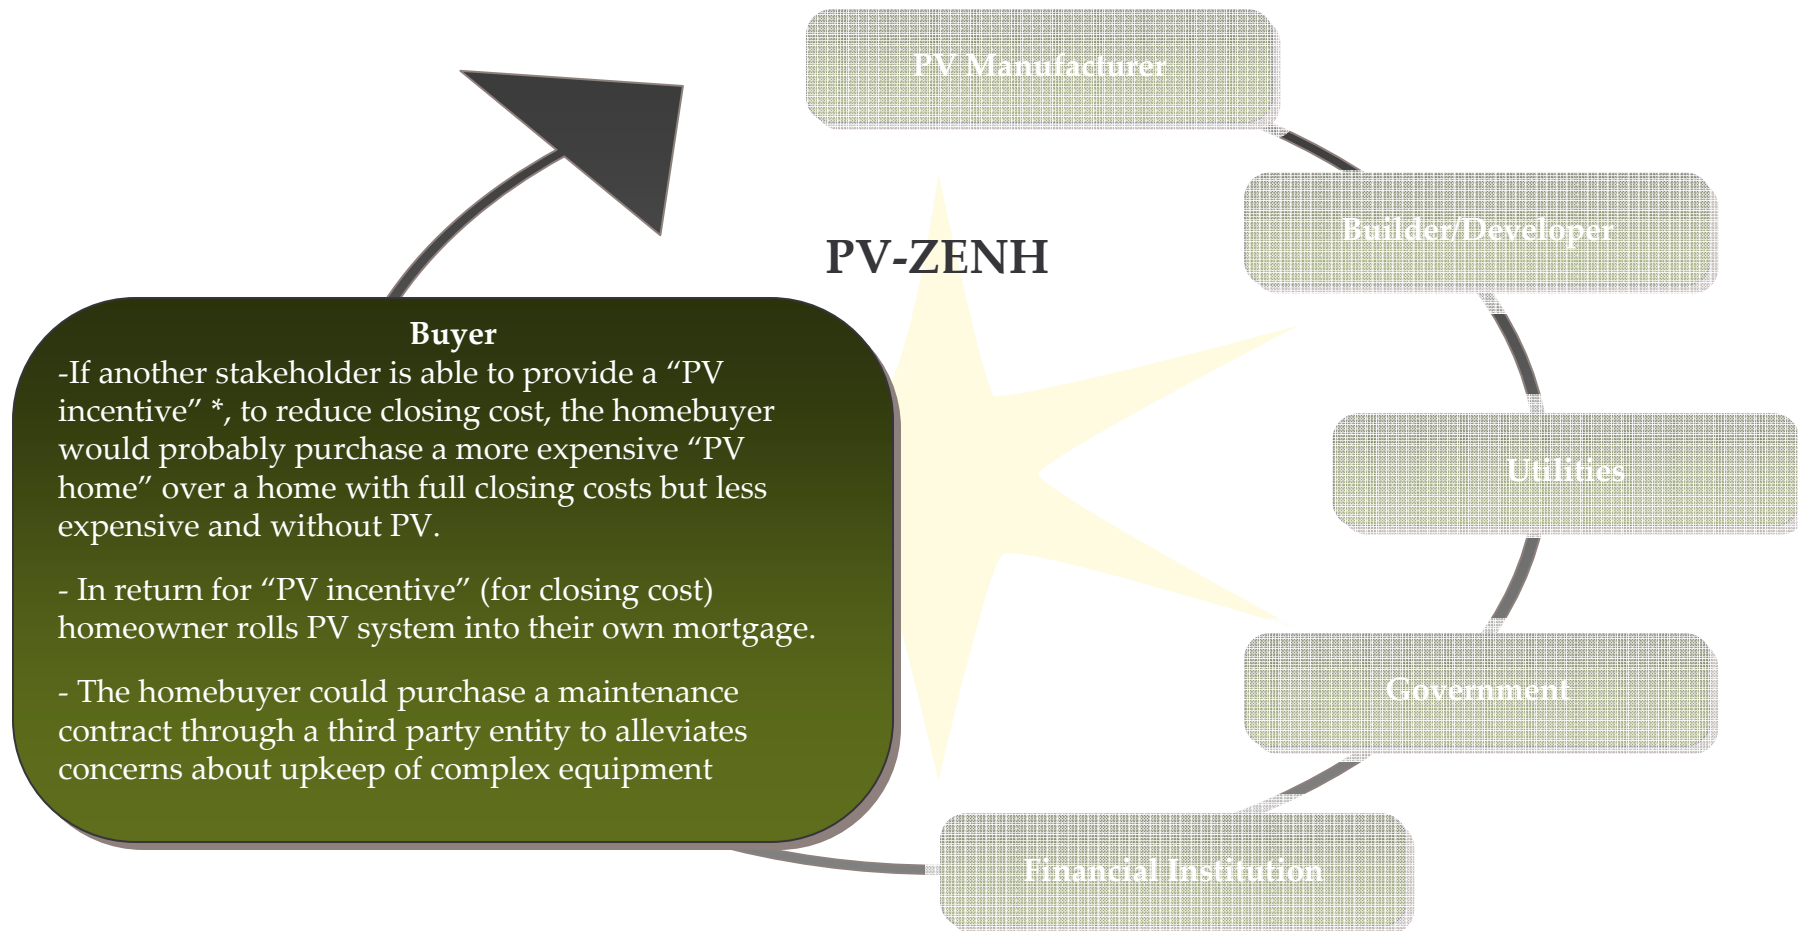 PV Manufacturer
Builder/Developer
PV-ZENH
Buyer
-If another stakeholder is able to provide a “PV
incentive” *, to reduce closing cost, the homebuyer
would probably purchase a more expensive “PV
home” over a home with full closing costs but less
expensive and without PV.
- In return for “PV incentive” (for closing cost)
homeowner rolls PV system into their own mortgage.
- The homebuyer could purchase a maintenance
contract through a third party entity to alleviates
concerns about upkeep of complex equipment
Utilities
Government
Financial Institution